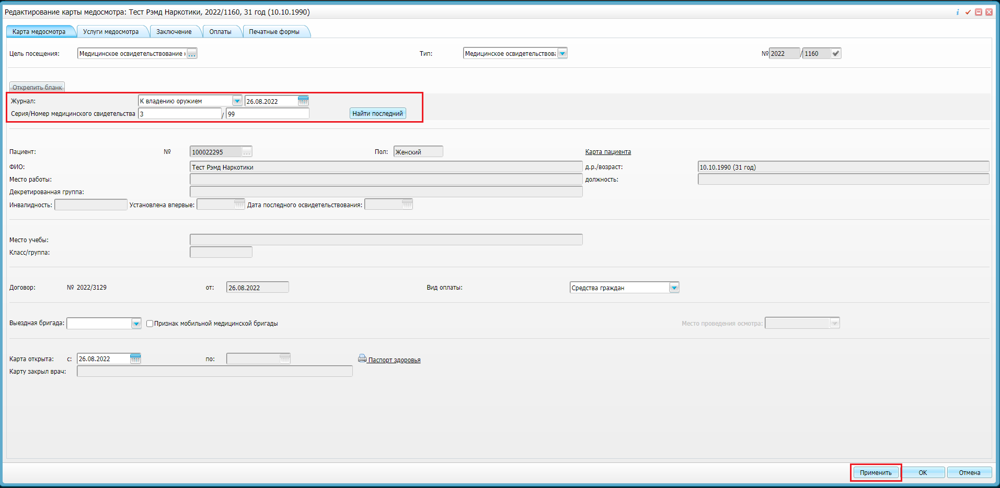 Редактирование карты медосмотра: Тест Рэмд Наркотики, 2022/1160, 31 год (10.10.1990)
Карта медосмотра Услуги медосмотра Заключение Оплаты Печатные формы
Цель посещения: Медицинское освидетельствование н ... Тип: Медицинское освидетельствова № 2022 / 1160
Открепить бланк
Журнал: К владению оружием 26.08.2022
Серия/Номер медицинского свидетельства 3 / 99 Найти последний
Пациент: № 100022295 ... Пол: Женский Карта пациента
ФИО: Тест Рэмд Наркотики д.р./возраст: 10.10.1990 (31 год)
Место работы: должность:
Декретированная группа:
Инвалидность: Установлена впервые: Дата последного освидетельствования:
Место учебы:
Класс/группа:
Договор: № 2022/3129 от: 26.08.2022 Вид оплаты: Средства граждан
Выездная бригада: Признак мобильной медицинской бригады Место проведения осмотра:
Карта открыта: с: 26.08.2022 по: Паспорт здоровья
Карту закрыл врач:
Применить ОК Отмена